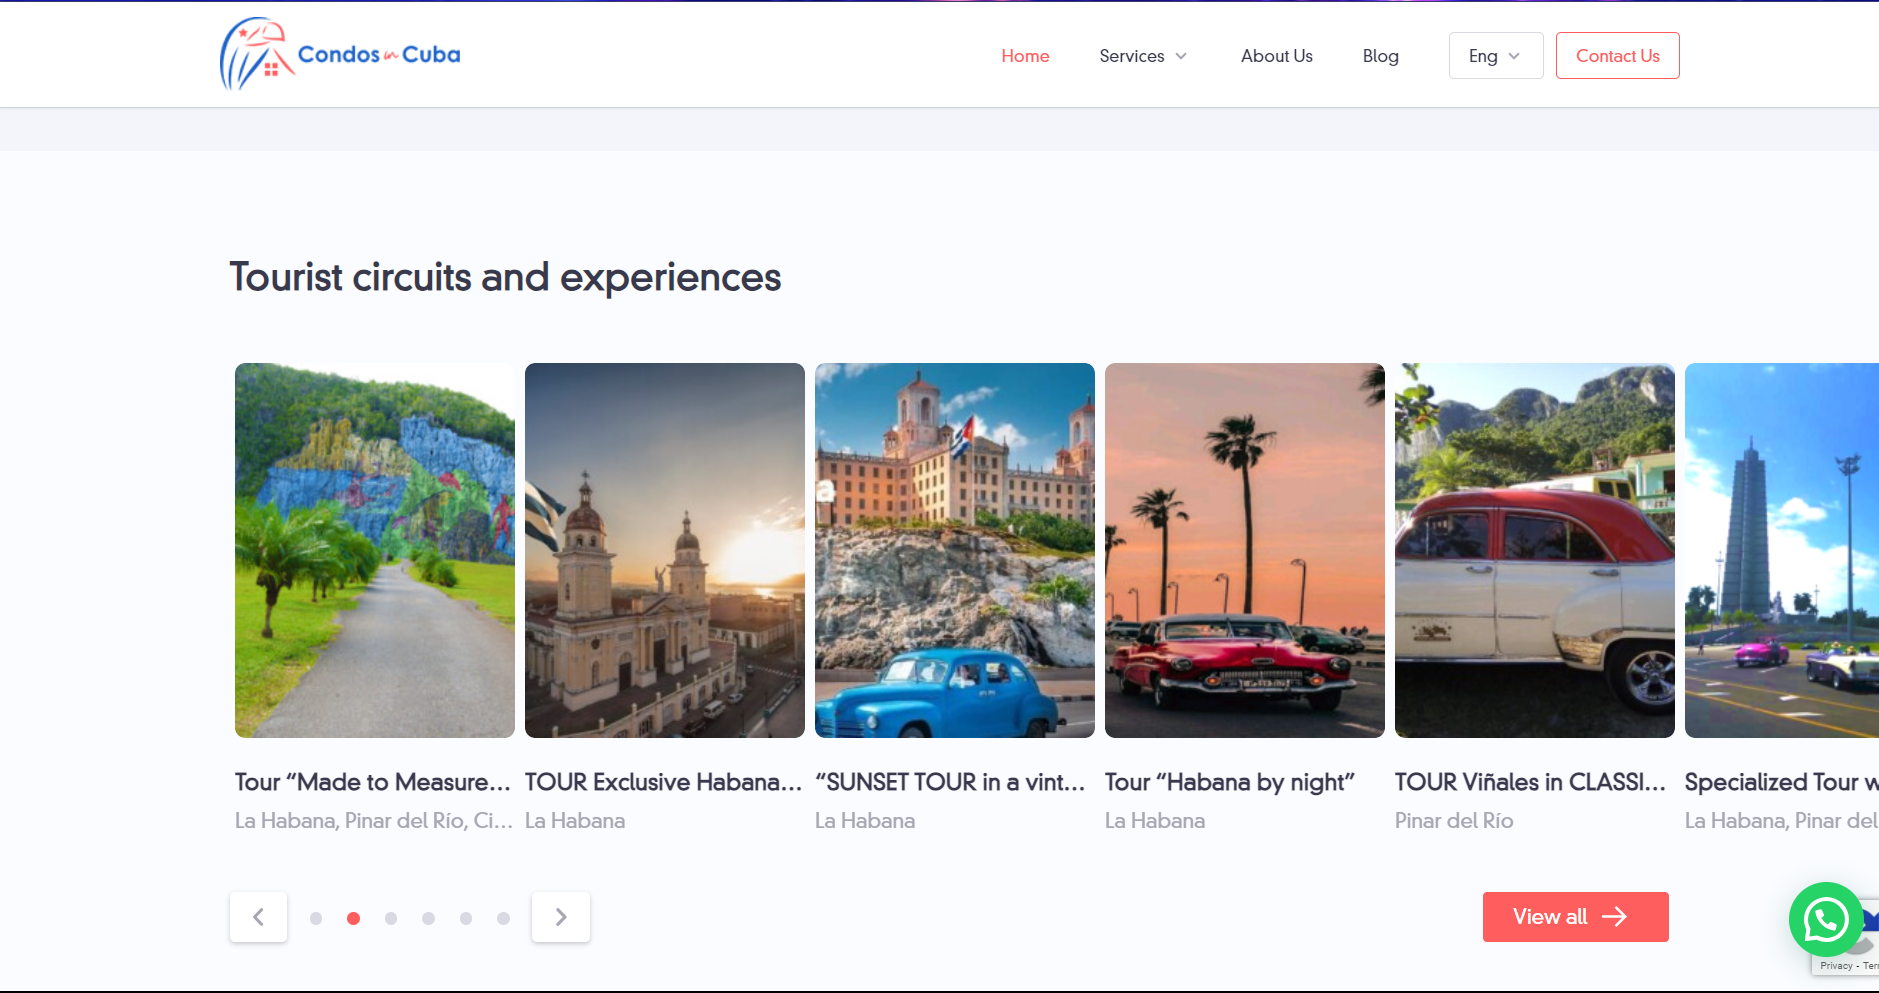 Condos in Cuba
Home
Services
About Us
Blog
Eng
Contact Us
Tourist circuits and experiences
a
Tour “Made to Measure...
La Habana, Pinar del Río, Ci...
TOUR Exclusive Habana...
La Habana
“SUNSET TOUR in a vint...
La Habana
Tour “Habana by night”
La Habana
TOUR Viñales in CLASSI...
Pinar del Río
Specialized Tour w
La Habana, Pinar del
View all
Privacy - Ter